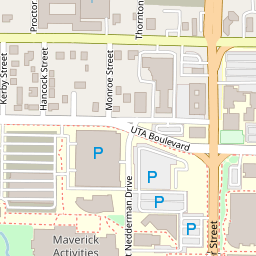 Proctor
Thornton
Kerby Street
Hancock Street
Monroe Street
UTA Boulevard
P
P
P
P
t Nedderman Drive
r Street
Maverick
Activities